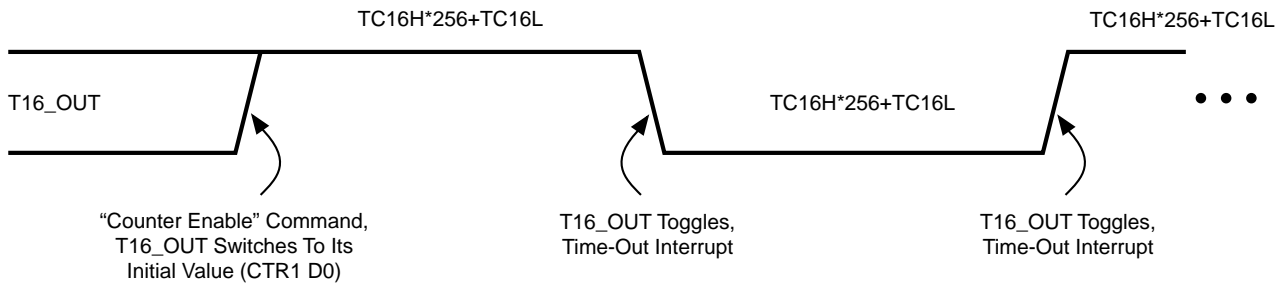 TC16H*256+TC16L
TC16H*256+TC16L
T16_OUT
TC16H*256+TC16L
“Counter Enable” Command,
T16_OUT Switches To Its
Initial Value (CTR1 D0)
T16_OUT Toggles,
Time-Out Interrupt
T16_OUT Toggles,
Time-Out Interrupt